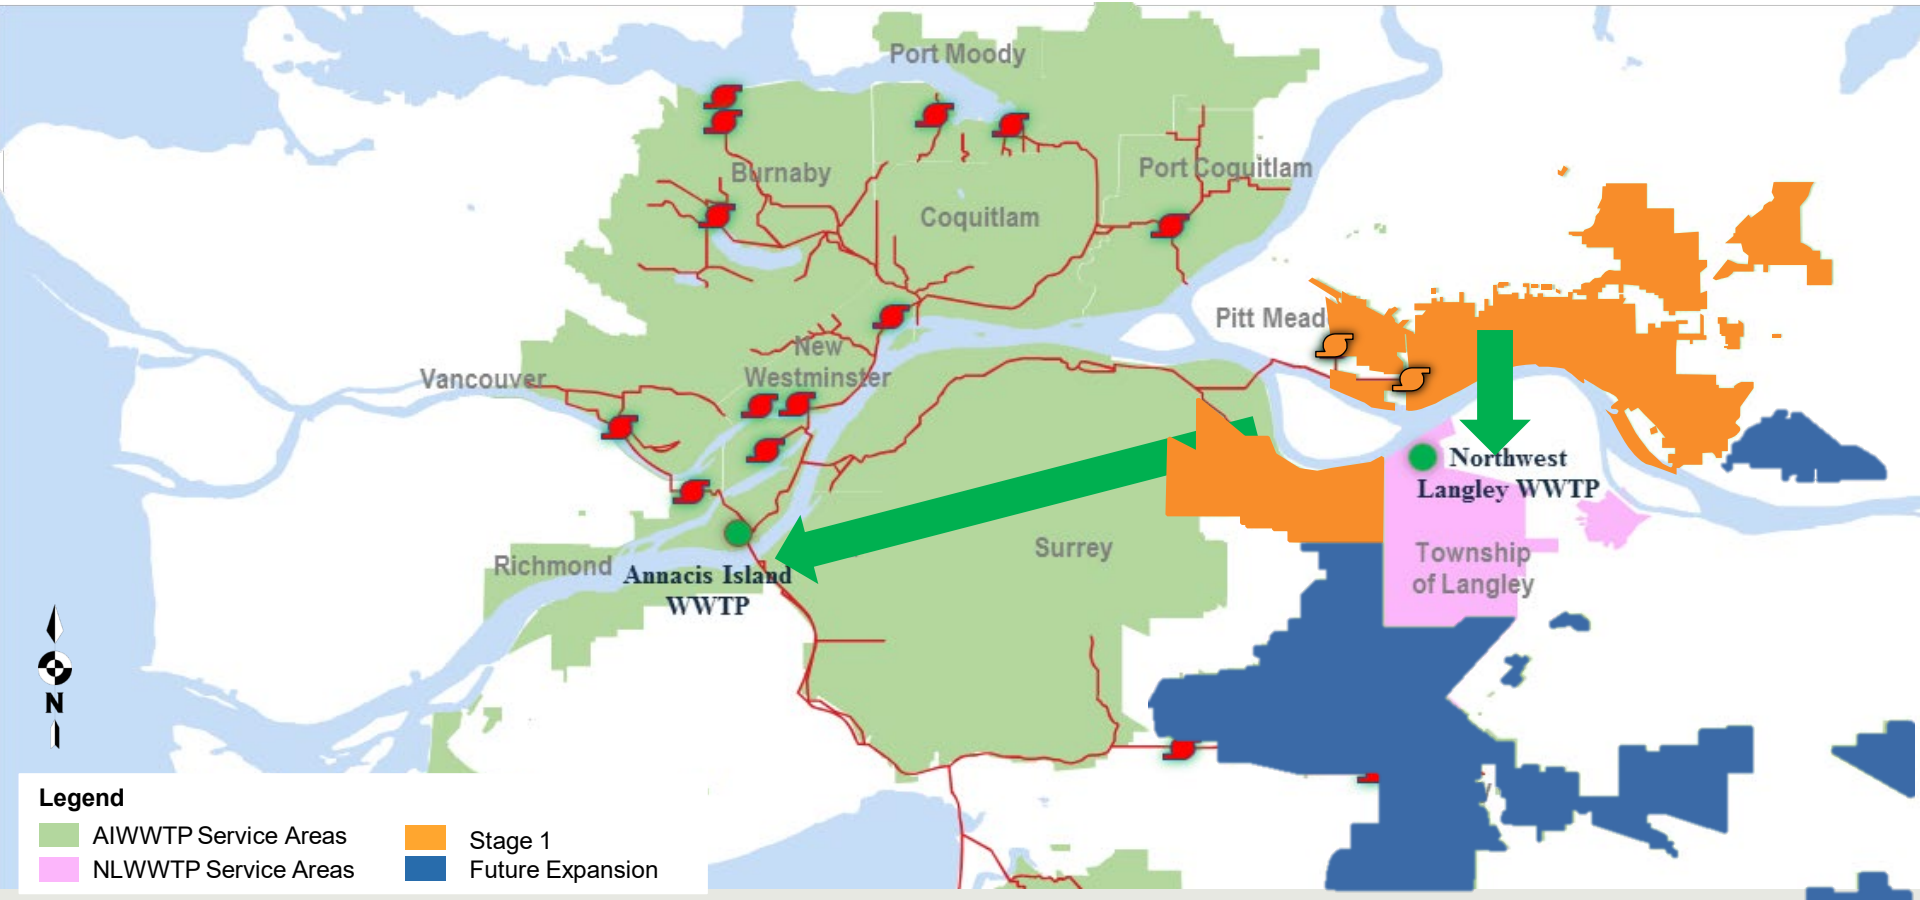 Port Moody
Burnaby
Port Coquitlam
Coquitlam
Pitt Mead
New
Westminster
Vancouver
Northwest
Langley WWTP
Surrey
Township
of Langley
Richmond
Annacis Island
WWTP
N
y
Legend
AIWWTP Service Areas
NLWWTP Service Areas
Stage 1
Future Expansion